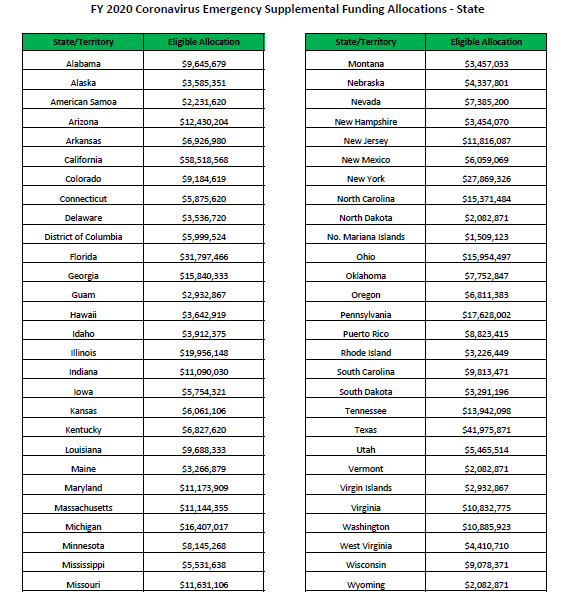 FY 2020 Coronavirus Emergency Supplemental Funding Allocations - State
State/Territory Eligible Allocation
Alabama $9,645,679
Alaska $3,585,351
American Samoa $2,231,620
Arizona $12,430,204
Arkansas $6,926,980
California $58,518,568
Colorado $9,184,619
Connecticut $5,875,620
Delaware $3,536,720
District of Columbia $5,999,524
Florida $31,797,466
Georgia $15,840,333
Guam $2,932,867
Hawaii $3,642,919
Idaho $3,912,375
Illinois $19,956,148
Indiana $11,090,030
Iowa $5,754,321
Kansas $6,061,106
Kentucky $6,827,620
Louisiana $9,688,333
Maine $3,266,879
Maryland $11,173,909
Massachusetts $11,144,355
Michigan $16,407,017
Minnesota $8,145,268
Mississippi $5,531,638
Missouri $11,631,106
State/Territory Eligible Allocation
Montana $3,457,033
Nebraska $4,337,801
Nevada $7,385,200
New Hampshire $3,454,070
New Jersey $11,816,087
New Mexico $6,059,069
New York $27,869,326
North Carolina $15,371,484
North Dakota $2,082,871
No. Mariana Islands $1,509,123
Ohio $15,954,497
Oklahoma $7,752,847
Oregon $6,811,383
Pennsylvania $17,628,002
Puerto Rico $8,823,415
Rhode Island $3,226,449
South Carolina $9,813,471
South Dakota $3,291,196
Tennessee $13,942,098
Texas $41,975,871
Utah $5,465,514
Vermont $2,082,871
Virgin Islands $2,932,867
Virginia $10,832,775
Washington $10,885,923
West Virginia $4,410,710
Wisconsin $9,078,371
Wyoming $2,082,871